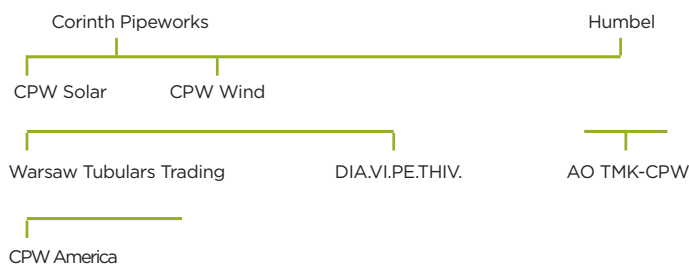 Corinth Pipeworks
Humbel
CPW Solar
CPW Wind
Warsaw Tubulars Trading
DIA.VI.PE.THIV.
AO TMK-CPW
CPW America